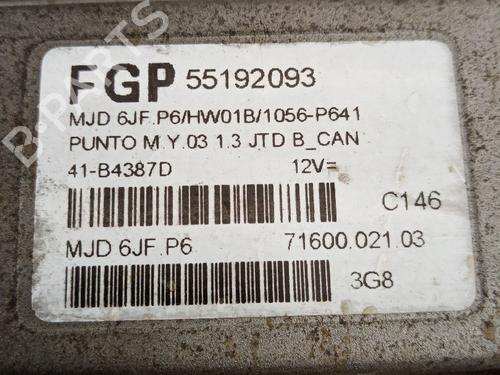 FGP 55192093
MJD 6JF.P6/HW01B/1056-P641
PUNTO M.Y.03 1.3 JTD B_CAN
41-B4387D 12V=
C146
MJD 6JF.P6 71600.021.03
3G8
B-PARTS